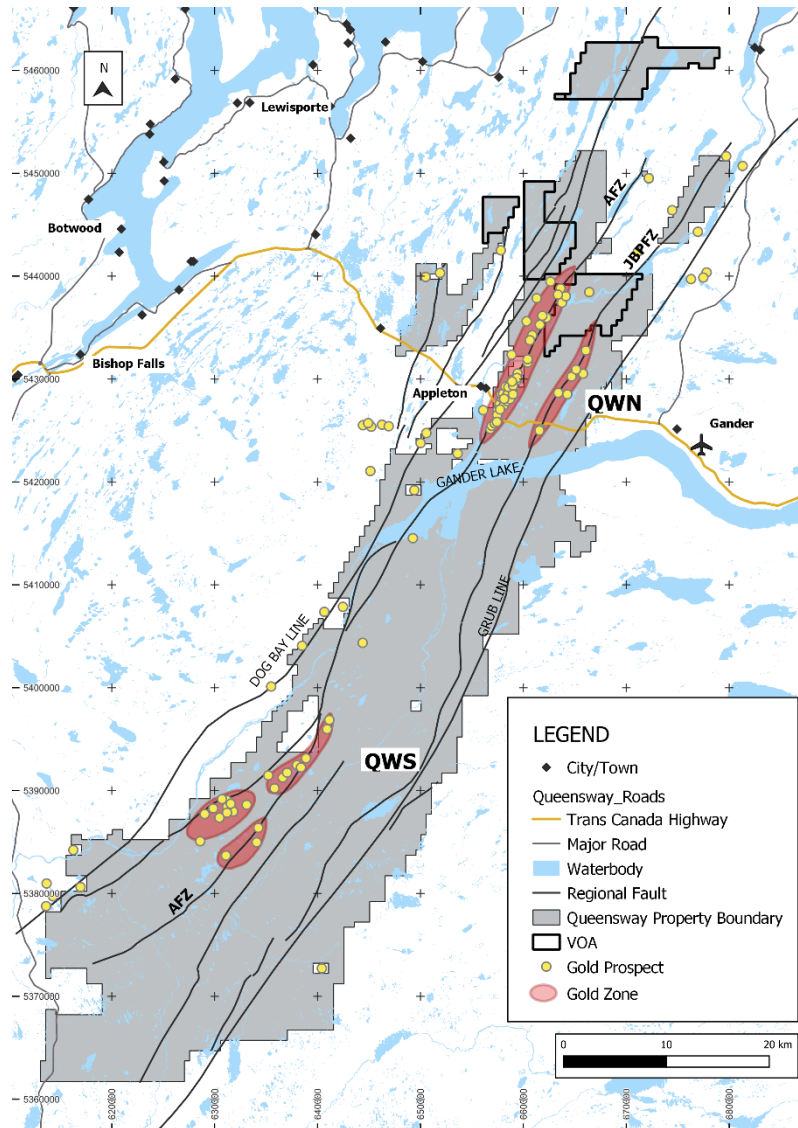 N
5460000
5450000
5440000
5430000
5420000
5410000
5400000
5390000
5380000
5370000
5360000
Lewisporte
Botwood
Bishop Falls
Appleton
Gander
AFZ
JBPFZ
QWN
GANDER LAKE
GRUB LINE
DOG BAY LINE
QWS
AFZ
LEGEND
City/Town
Queensway_Roads
Trans Canada Highway
Major Road
Waterbody
Regional Fault
Queensway Property Boundary
VOA
Gold Prospect
Gold Zone
0 10 20 km
620000
630000
640000
650000
660000
670000
680000